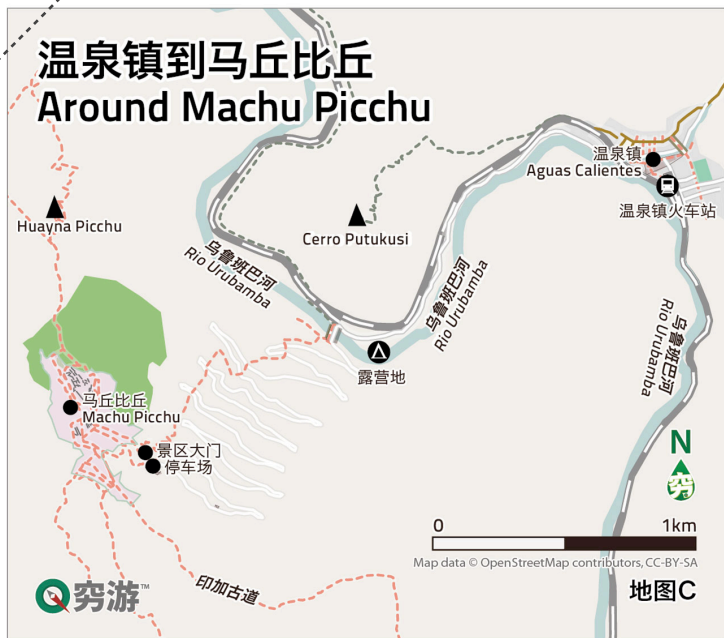 温泉镇到马丘比丘
Around Machu Picchu
温泉镇
Aguas Calientes
温泉镇火车站
Huayna Picchu
Cerro Putukusi
乌鲁班巴河
Rio Urubamba
乌鲁班巴河
Rio Urubamba
乌鲁班巴河
Rio Urubamba
露营地
马丘比丘
Machu Picchu
景区大门
停车场
N
穷
0 1km
Map data © OpenStreetMap contributors, CC-BY-SA
印加古道
穷游™
地图C